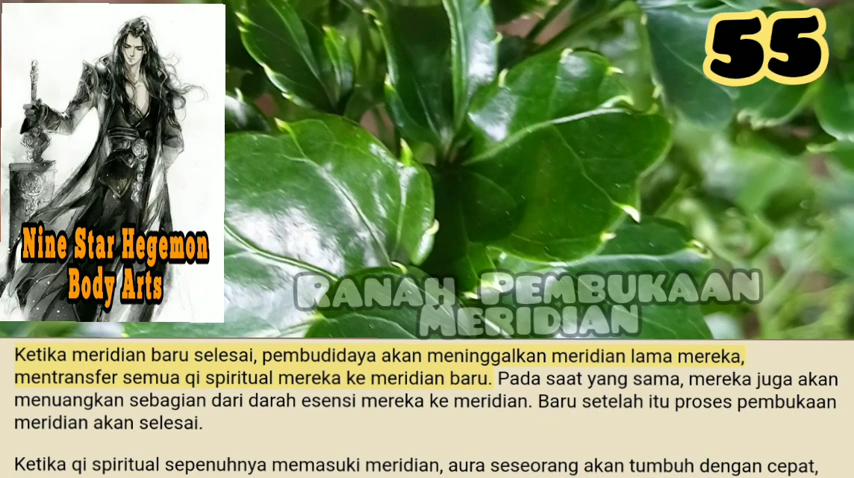 55
Nine Star Hegemon
Body Arts
Ranah Pembukaan
Meridian
Ketika meridian baru selesai, pembudidaya akan meninggalkan meridian lama mereka,
mentransfer semua qi spiritual mereka ke meridian baru. Pada saat yang sama, mereka juga akan
menuangkan sebagian dari darah esensi mereka ke meridian. Baru setelah itu proses pembukaan
meridian akan selesai.
Ketika qi spiritual sepenuhnya memasuki meridian, aura seseorang akan tumbuh dengan cepat,